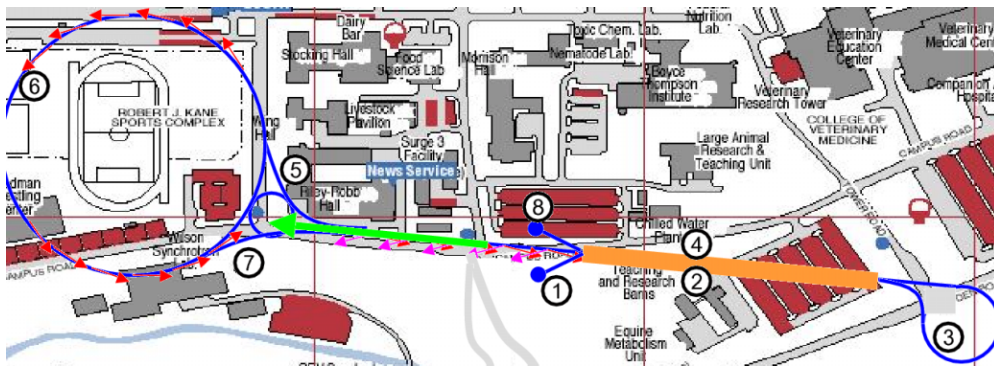 Dairy
Bar
Stocking Hall
Food
Science Lab
Morrison
Hall
Toxic Chem. Lab.
Nematode Lab.
Nutrition
Lab.
Boyce
Thompson
Institute
Veterinary
Education
Center
Veterinary
Medical
Companion
Hospital
Veterinary
Research Tower
COLLEGE OF
VETERINARY
MEDICINE
CAMPUS ROAD
6
ROBERT J. KANE
SPORTS COMPLEX
Wing
Hall
Livestock
Pavilion
Surge 3
Facility
News Service
Large Animal
Research &
Teaching Unit
5
Riley-Robb
Hall
8
Chilled Water
Plant
4
TOWER RD
7
Wilson
Synchrotron
Lab.
CAMPUS ROAD
1
2
Teaching
and Research
Barns
3
Equine
Metabolism
Unit